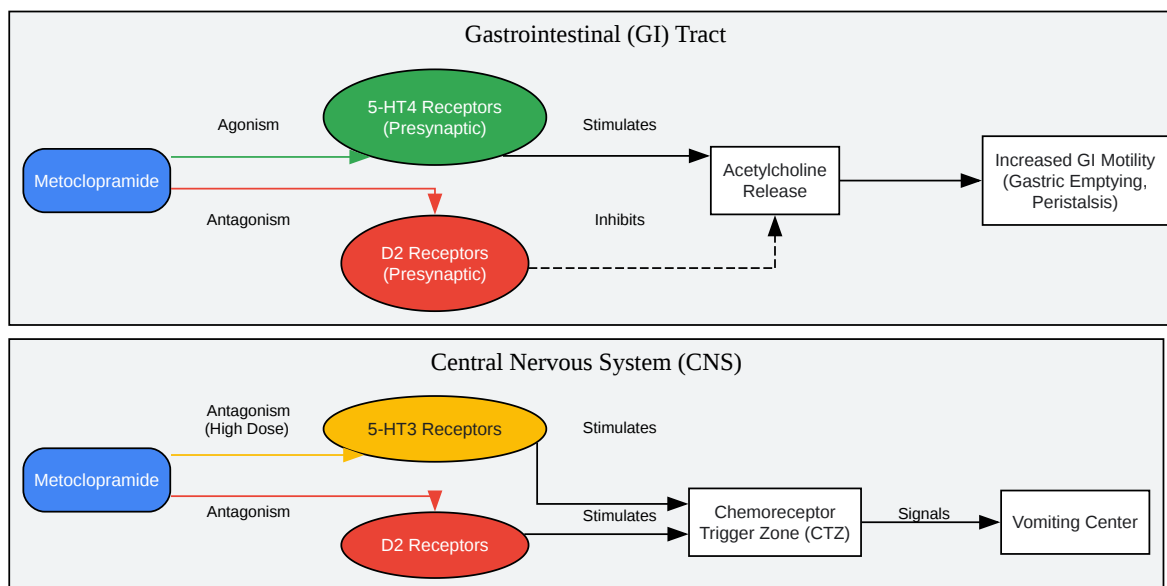 Gastrointestinal (GI) Tract
5-HT4 Receptors
(Presynaptic)
Agonism
Stimulates
Metoclopramide
Acetylcholine
Release
Increased GI Motility
(Gastric Emptying,
Peristalsis)
Antagonism
Inhibits
D2 Receptors
(Presynaptic)
Central Nervous System (CNS)
Antagonism
(High Dose)
5-HT3 Receptors
Stimulates
Metoclopramide
Antagonism
Stimulates
D2 Receptors
Chemoreceptor
Trigger Zone (CTZ)
Signals
Vomiting Center